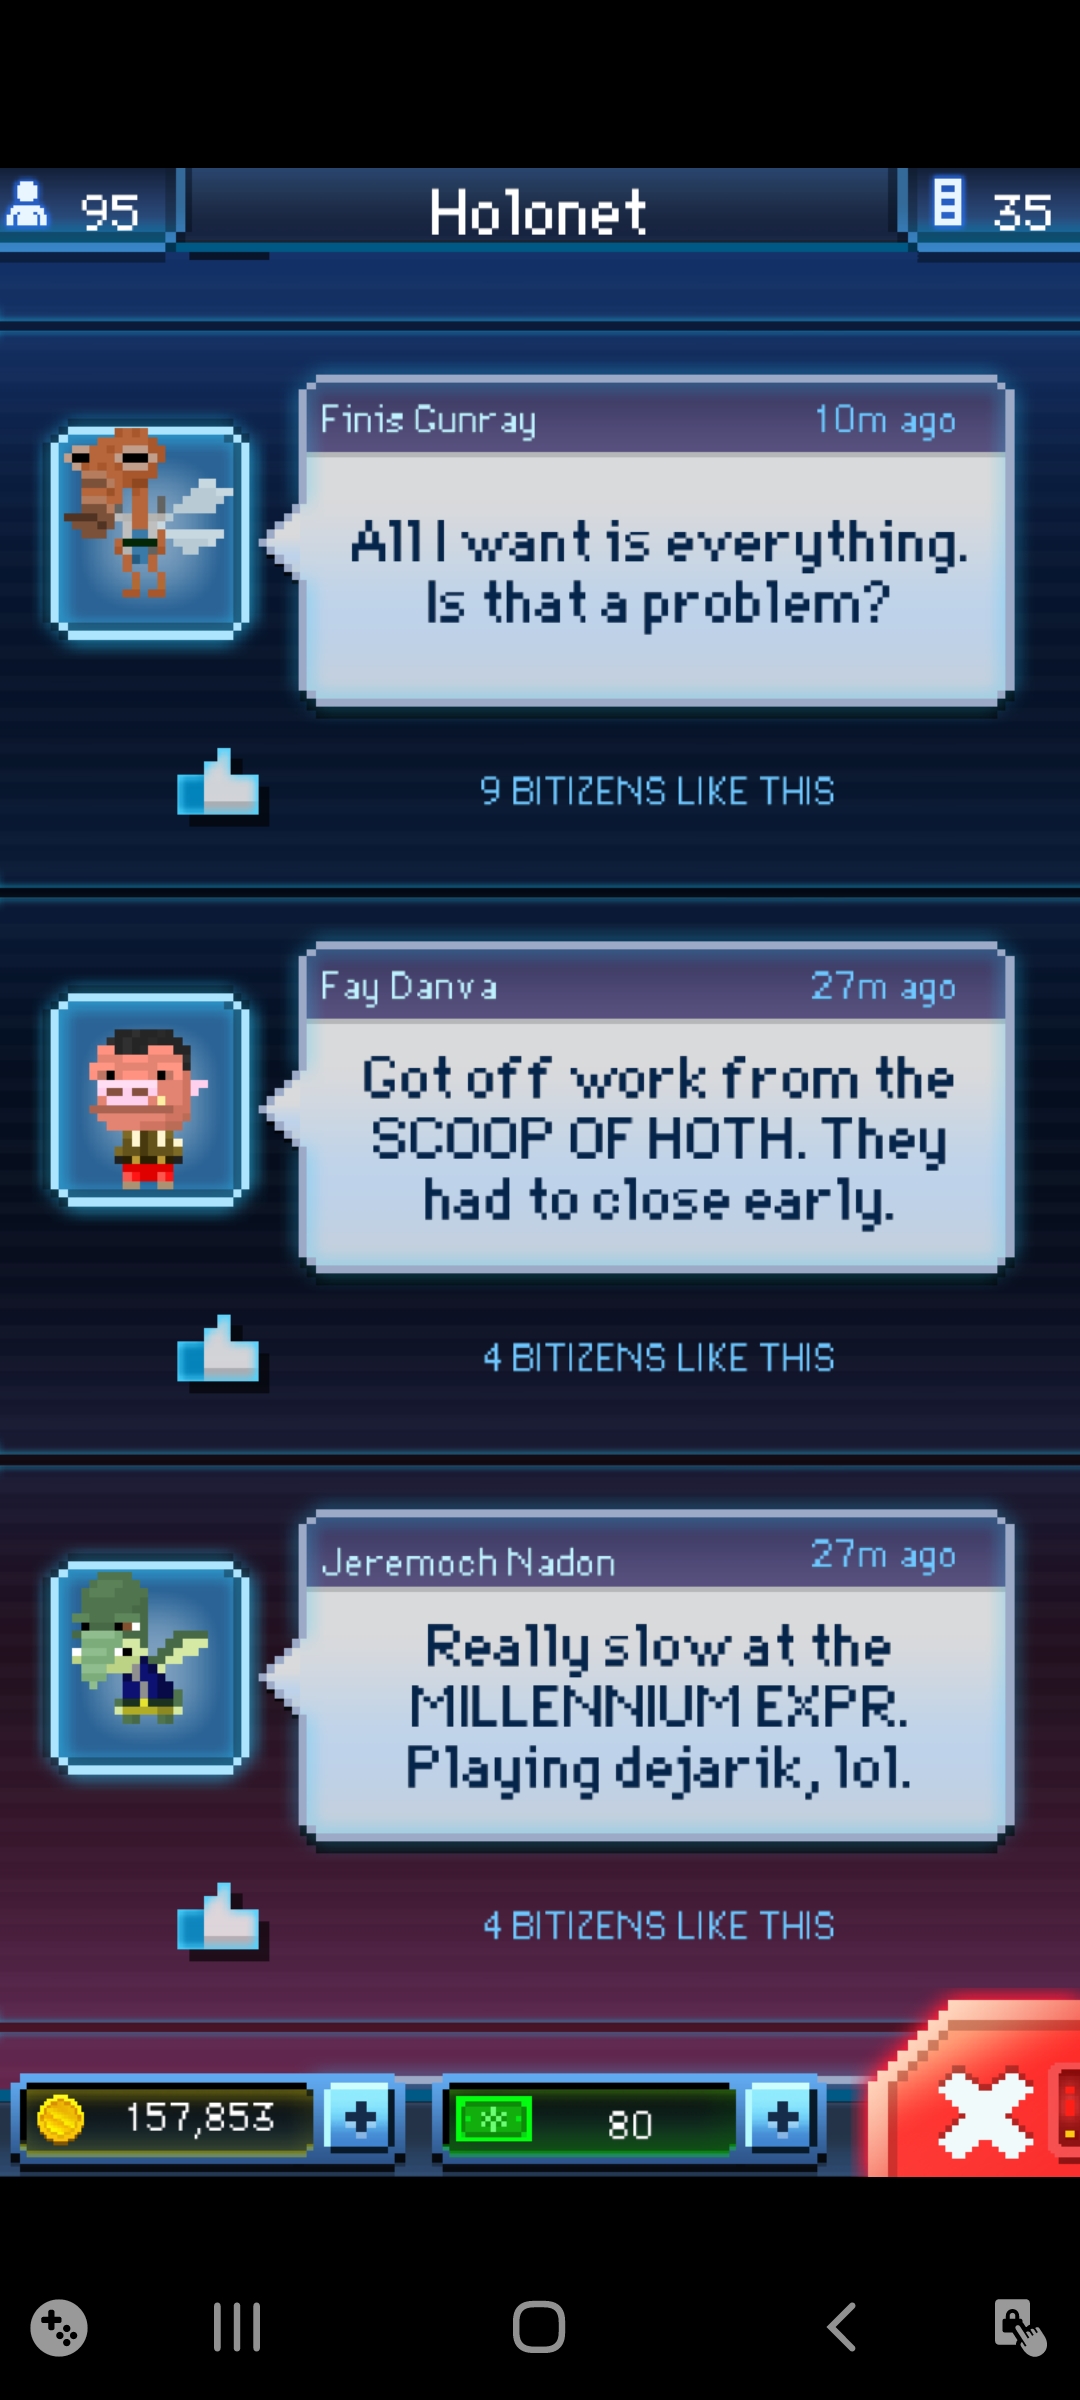 95
Holonet
35
Finis Gunray
10m ago
All I want is everything.
Is that a problem?
9 BITIZENS LIKE THIS
Fay Danva
27m ago
Got off work from the
SCOOP OF HOTH. They
had to close early.
4 BITIZENS LIKE THIS
Jeremoch Nadon
27m ago
Really slow at the
MILLENNIUM EXPR.
Playing dejarik, lol.
4 BITIZENS LIKE THIS
157,853
80